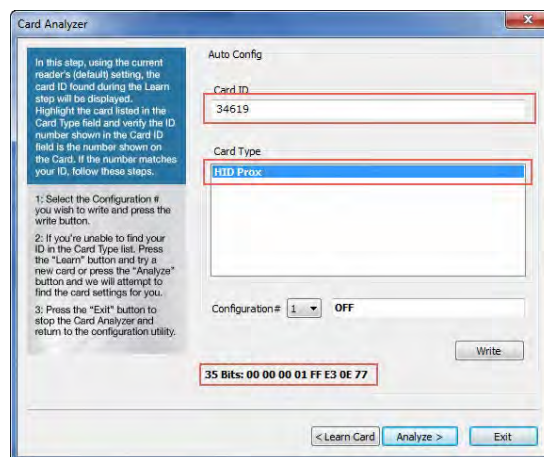 Card Analyzer
In this step, using the current
reader's (default) setting, the
card ID found during the Learn
step will be displayed.
Highlight the card listed in the
Card Type field and verify the ID
number shown in the Card ID
field is the number shown on
the Card. If the number matches
your ID, follow these steps.
1: Select the Configuration #
you wish to write and press the
write button.
2: If you're unable to find your
ID in the Card Type list. Press
the "Learn" button and try a
new card or press the "Analyze"
button and we will attempt to
find the card settings for you.
3: Press the "Exit" button to
stop the Card Analyzer and
return to the configuration utility.
Auto Config
Card ID
34619
Card Type
HID Prox
Configuration# 1 OFF
Write
35 Bits: 00 00 00 01 FF E3 0E 77
< Learn Card
Analyze >
Exit